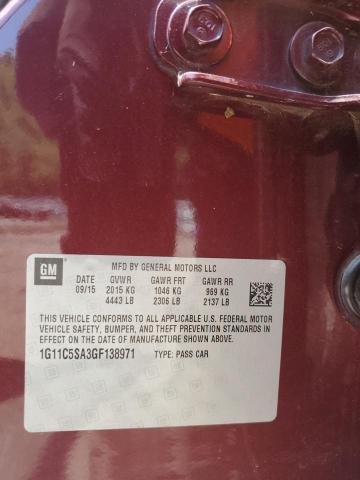 GM
MFD BY GENERAL MOTORS LLC
DATE GVWR GAWR FRT GAWR RR
09/15 2015 KG 1046 KG 969 KG
4443 LB 2306 LB 2137 LB
THIS VEHICLE CONFORMS TO ALL APPLICABLE U.S. FEDERAL MOTOR
VEHICLE SAFETY, BUMPER, AND THEFT PREVENTION STANDARDS
IN EFFECT ON THE DATE OF MANUFACTURE SHOWN ABOVE.
1G11C5SA3GF138971 TYPE: PASS CAR